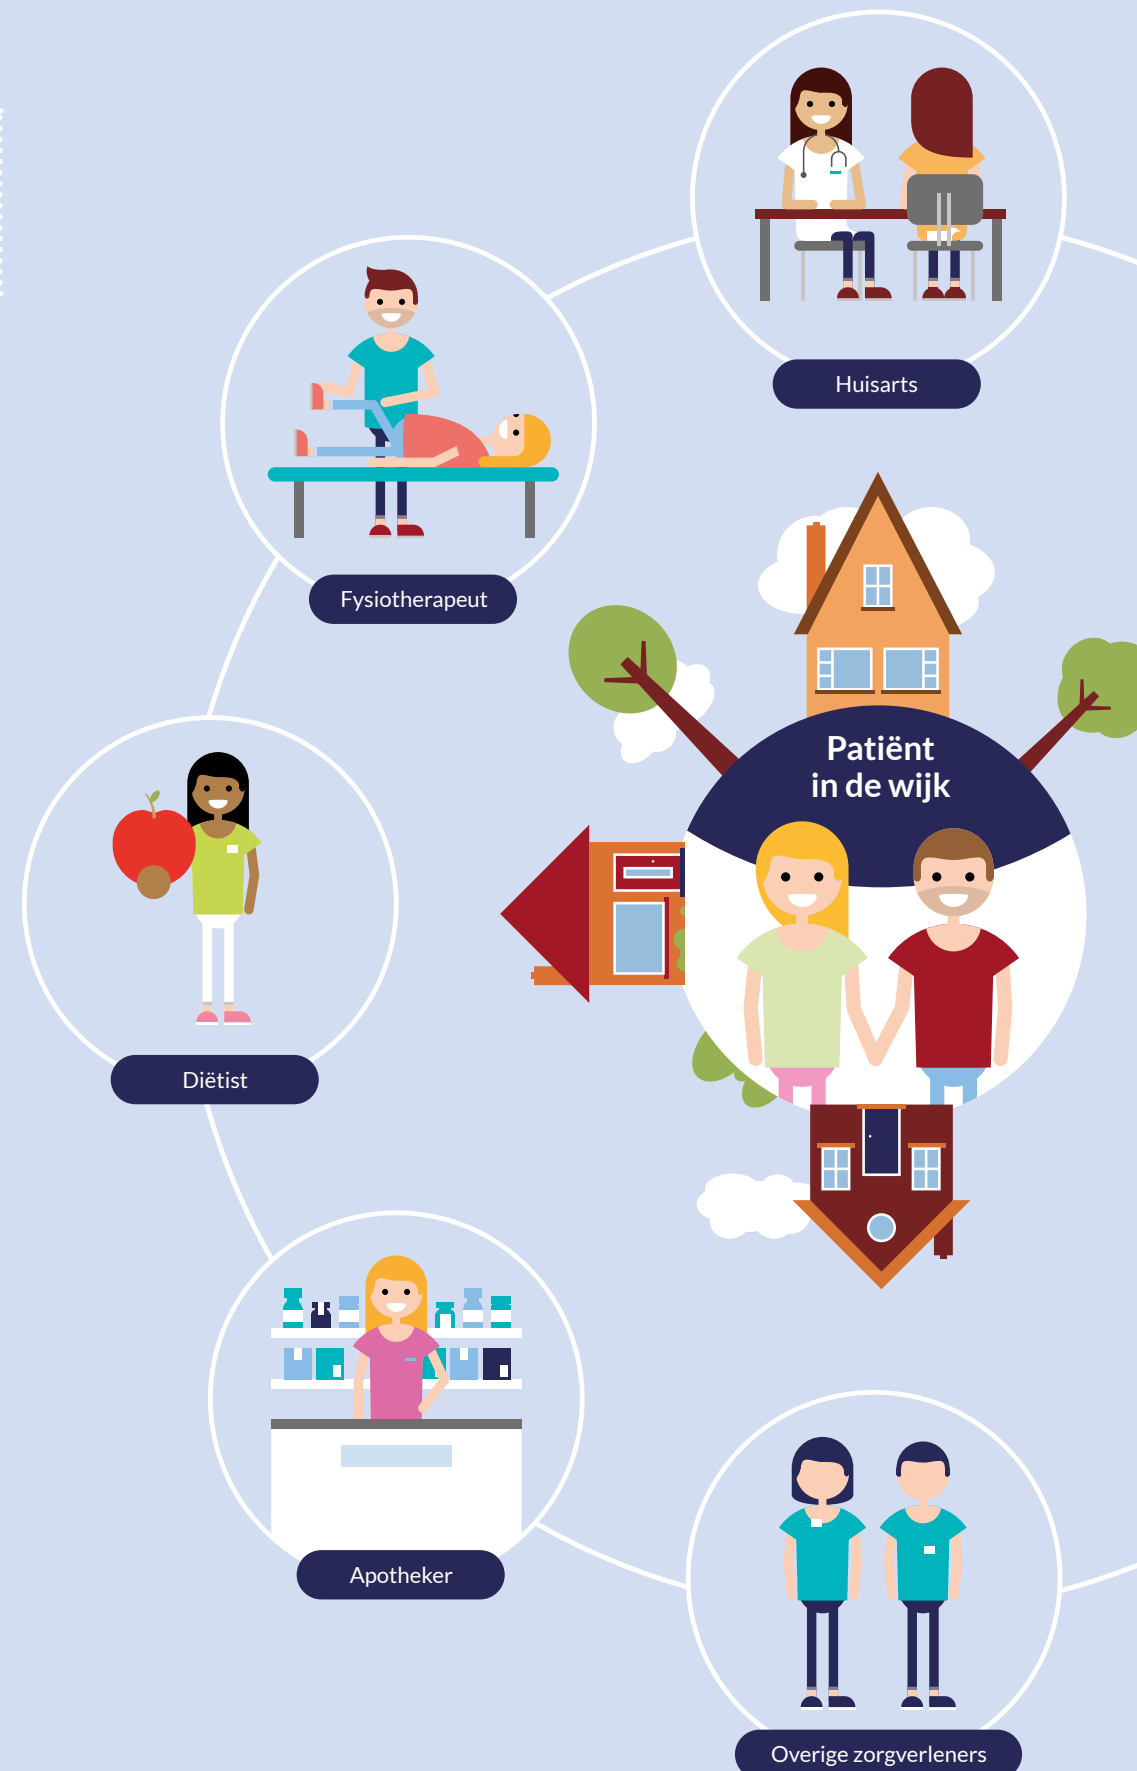 Huisarts
Fysiotherapeut
Patiënt
in de wijk
Diëtist
Apotheker
Overige zorgverleners